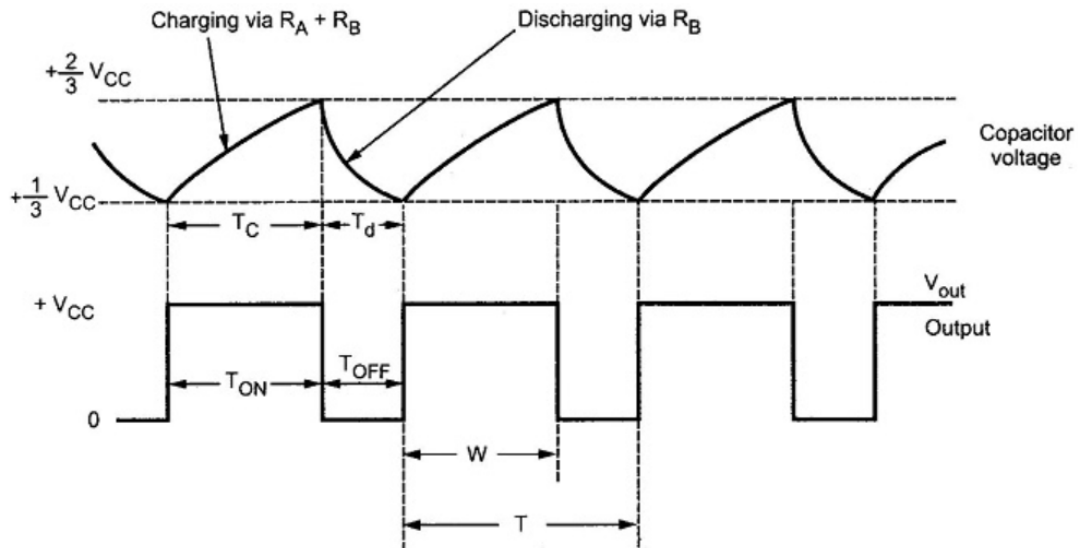 Charging via R_A + R_B
Discharging via R_B
+2/3 V_CC
Copacitor
voltage
+1/3 V_CC
T_C
T_d
+ V_CC
V_out
Output
T_ON
T_OFF
0
W
T